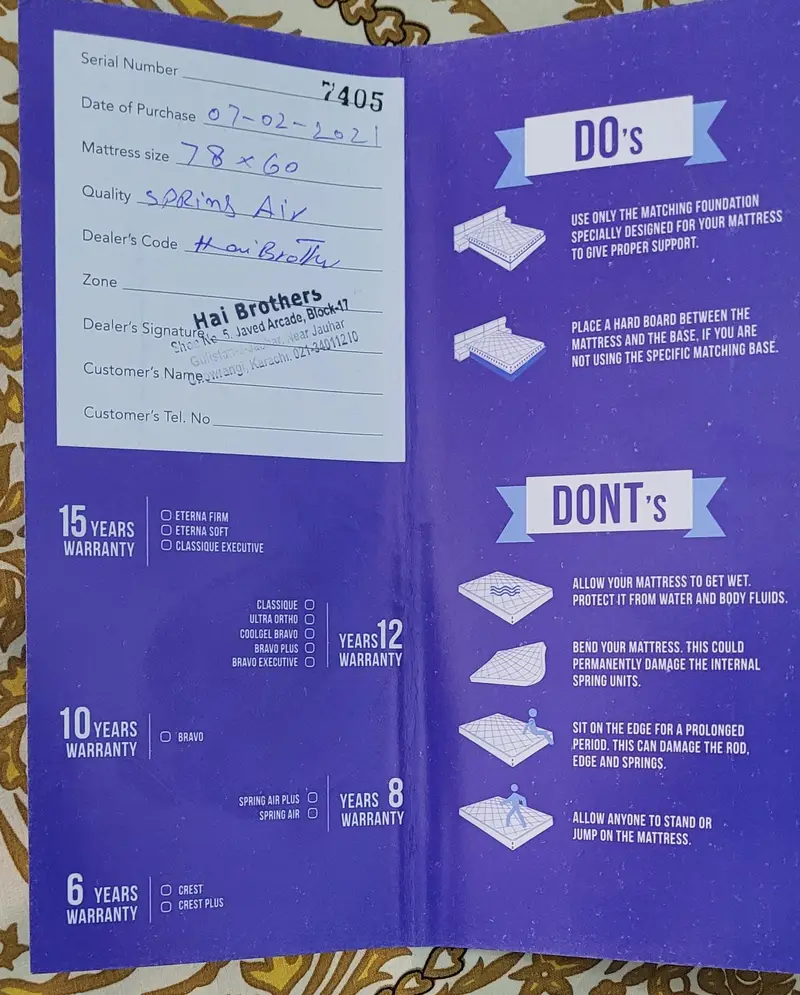 Serial Number
7405
Date of Purchase 07-02-2021
Mattress size 78 x 60
Quality Spring Air
Dealer's Code Hai Brother
Zone
Hai Brothers
Dealer's Signature
Shop No. 5, Javed Arcade, Block-17
Near Jauhar
Customer's Name
Chowrangi, Karachi. 021-34011210
Customer's Tel. No
15 YEARS
WARRANTY
ETERNA FIRM
ETERNA SOFT
CLASSIQUE EXECUTIVE
CLASSIQUE
ULTRA ORTHO
COOLGEL BRAVO
BRAVO PLUS
BRAVO EXECUTIVE
YEARS 12
WARRANTY
10 YEARS
WARRANTY
BRAVO
SPRING AIR PLUS
SPRING AIR
YEARS 8
WARRANTY
6 YEARS
WARRANTY
CREST
CREST PLUS
DO's
USE ONLY THE MATCHING FOUNDATION
SPECIALLY DESIGNED FOR YOUR MATTRESS
TO GIVE PROPER SUPPORT.
PLACE A HARD BOARD BETWEEN THE
MATTRESS AND THE BASE, IF YOU ARE
NOT USING THE SPECIFIC MATCHING BASE.
DONT's
ALLOW YOUR MATTRESS TO GET WET.
PROTECT IT FROM WATER AND BODY FLUIDS.
BEND YOUR MATTRESS. THIS COULD
PERMANENTLY DAMAGE THE INTERNAL
SPRING UNITS.
SIT ON THE EDGE FOR A PROLONGED
PERIOD. THIS CAN DAMAGE THE ROD,
EDGE AND SPRINGS.
ALLOW ANYONE TO STAND OR
JUMP ON THE MATTRESS.